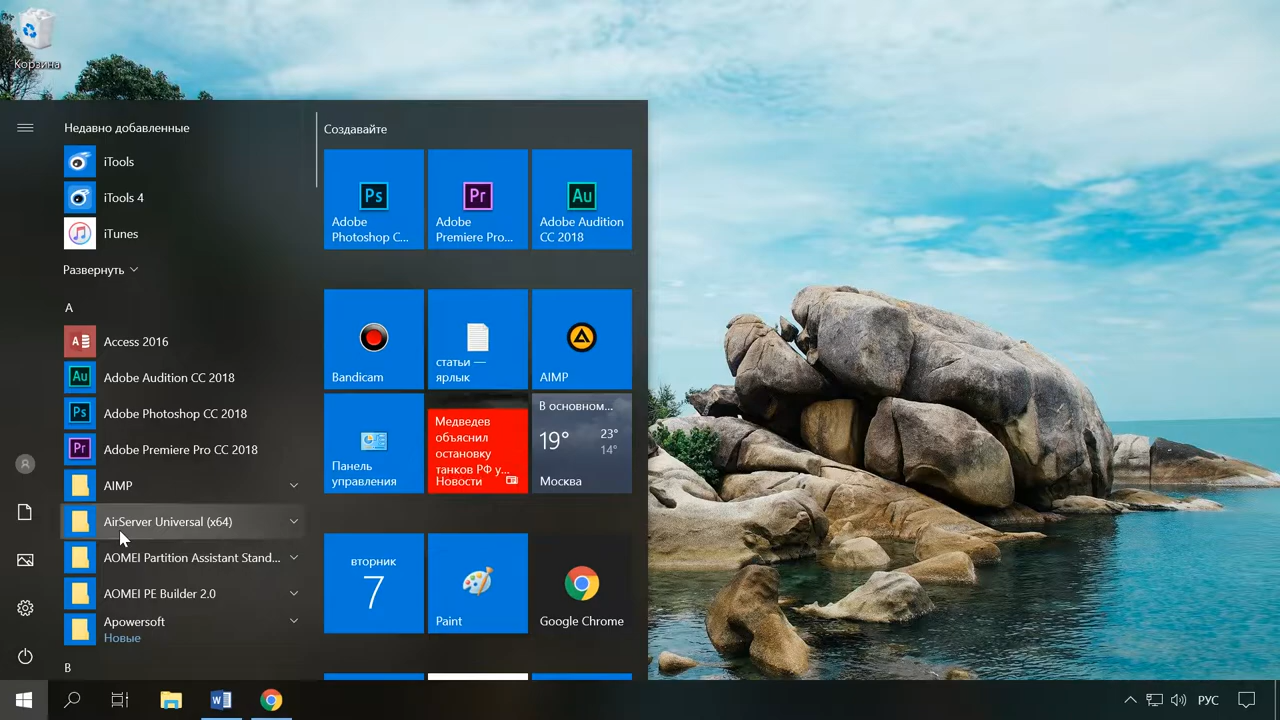 Корзина
Недавно добавленные
iTools
iTools 4
iTunes
Развернуть
A
Access 2016
Adobe Audition CC 2018
Adobe Photoshop CC 2018
Adobe Premiere Pro CC 2018
AIMP
AirServer Universal (x64)
AOMEI Partition Assistant Stand...
AOMEI PE Builder 2.0
Apowersoft
Новые
B
Создавайте
Ps
Adobe
Photoshop C...
Pr
Adobe
Premiere Pro...
Au
Adobe Audition
CC 2018
Bandicam
статьи —
ярлык
AIMP
Панель
управления
Медведев
объяснил
остановку
танков РФ у...
Новости
В основном...
19°
23°
14°
Москва
вторник
7
Paint
Google Chrome
РУС